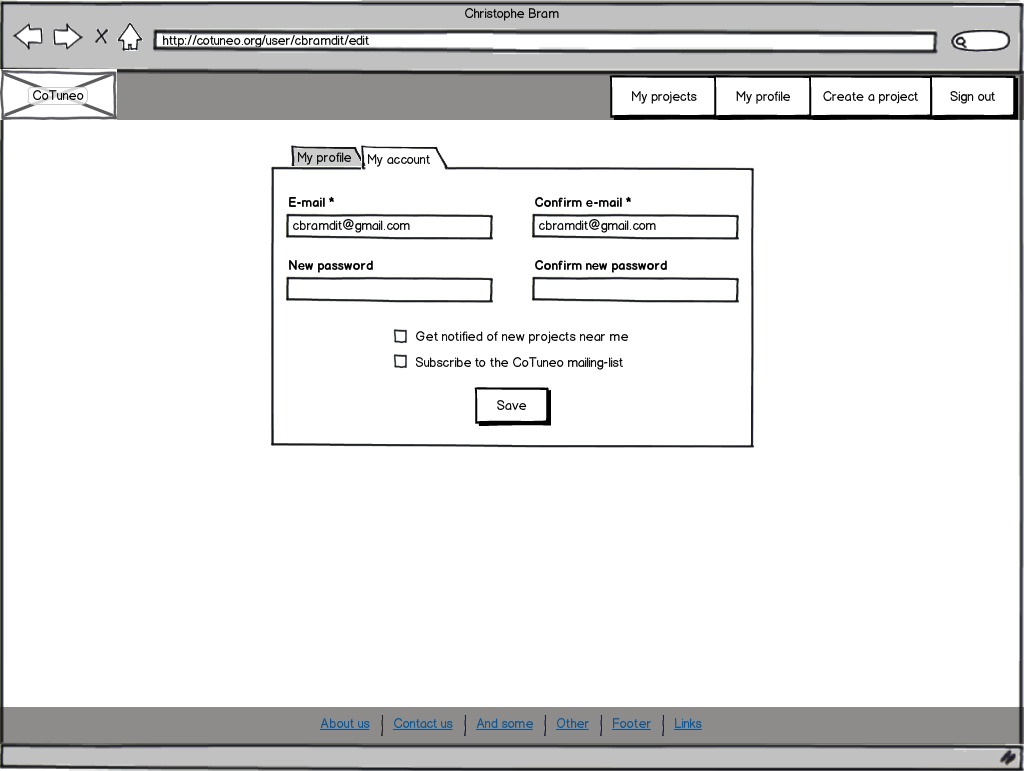 Christophe Bram
http://cotuneo.org/user/cbramdit/edit
CoTuneo
My projects
My profile
Create a project
Sign out
My profile
My account
E-mail *
Confirm e-mail *
cbramdit@gmail.com
cbramdit@gmail.com
New password
Confirm new password
Get notified of new projects near me
Subscribe to the CoTuneo mailing-list
Save
About us
Contact us
And some
Other
Footer
Links